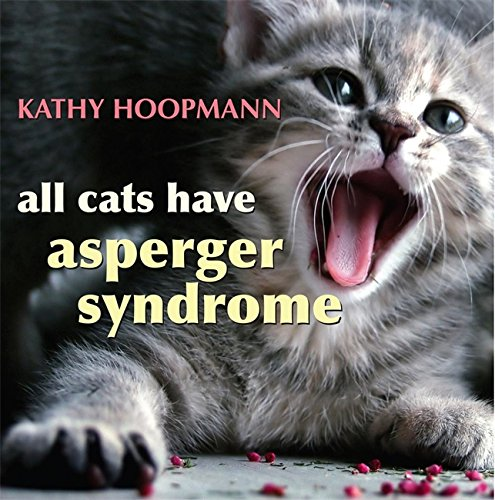 KATHY HOOPMANN
all cats have
asperger
syndrome